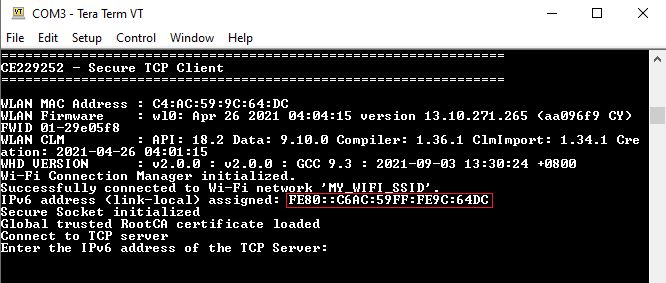 COM3 - Tera Term VT
File Edit Setup Control Window Help
================================================================
CE229252 - Secure TCP Client
================================================================
WLAN MAC Address : C4:AC:59:9C:64:DC
WLAN Firmware : wl0: Apr 26 2021 04:04:15 version 13.10.271.265 (aa096f9 CY)
FWID 01-29e05f8
WLAN CLM : API: 18.2 Data: 9.10.0 Compiler: 1.36.1 ClmImport: 1.34.1 Cre
ation: 2021-04-26 04:01:15
WHD VERSION : v2.0.0 : v2.0.0 : GCC 9.3 : 2021-09-03 13:30:24 +0800
Wi-Fi Connection Manager initialized.
Successfully connected to Wi-Fi network 'MY_WIFI_SSID'.
IPv6 address (link-local) assigned: FE80::C6AC:59FF:FE9C:64DC
Secure Socket initialized
Global trusted RootCA certificate loaded
Connect to TCP server
Enter the IPv6 address of the TCP Server: